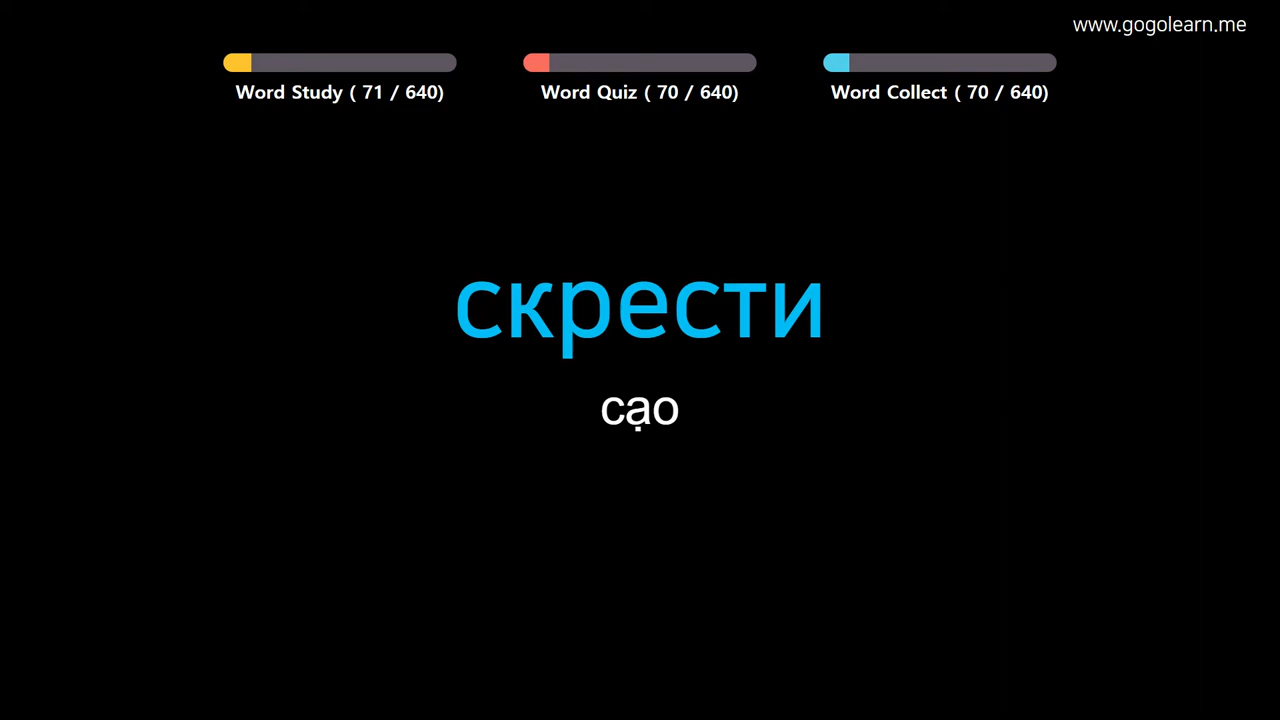 www.gogolearn.me
Word Study ( 71 / 640)
Word Quiz ( 70 / 640)
Word Collect ( 70 / 640)
скрести
cạo